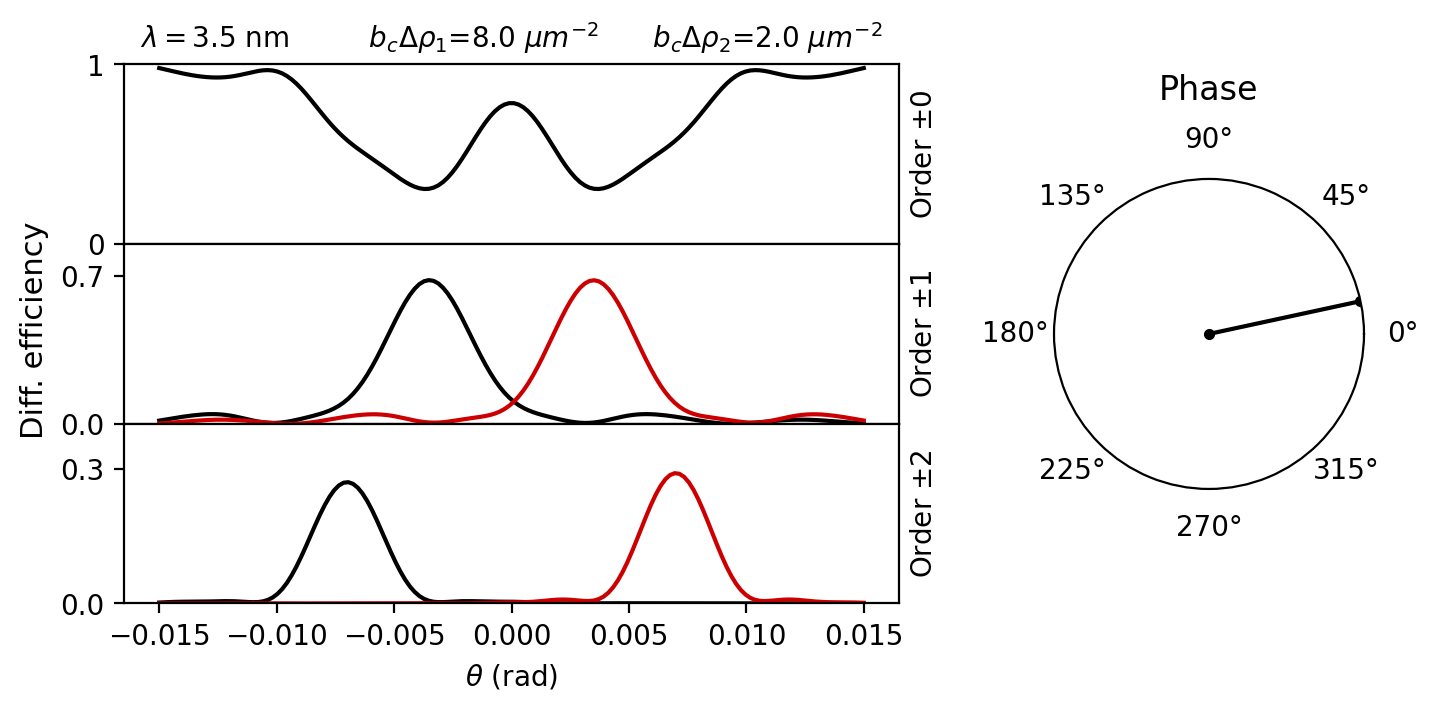 λ = 3.5 nm
b_cΔρ₁=8.0 μm⁻²
b_cΔρ₂=2.0 μm⁻²
Diff. efficiency
1
0
Order ±0
0.7
0.0
Order ±1
0.3
0.0
Order ±2
−0.015 −0.010 −0.005 0.000 0.005 0.010 0.015
θ (rad)
Phase
90°
135°
45°
180°
0°
225°
315°
270°